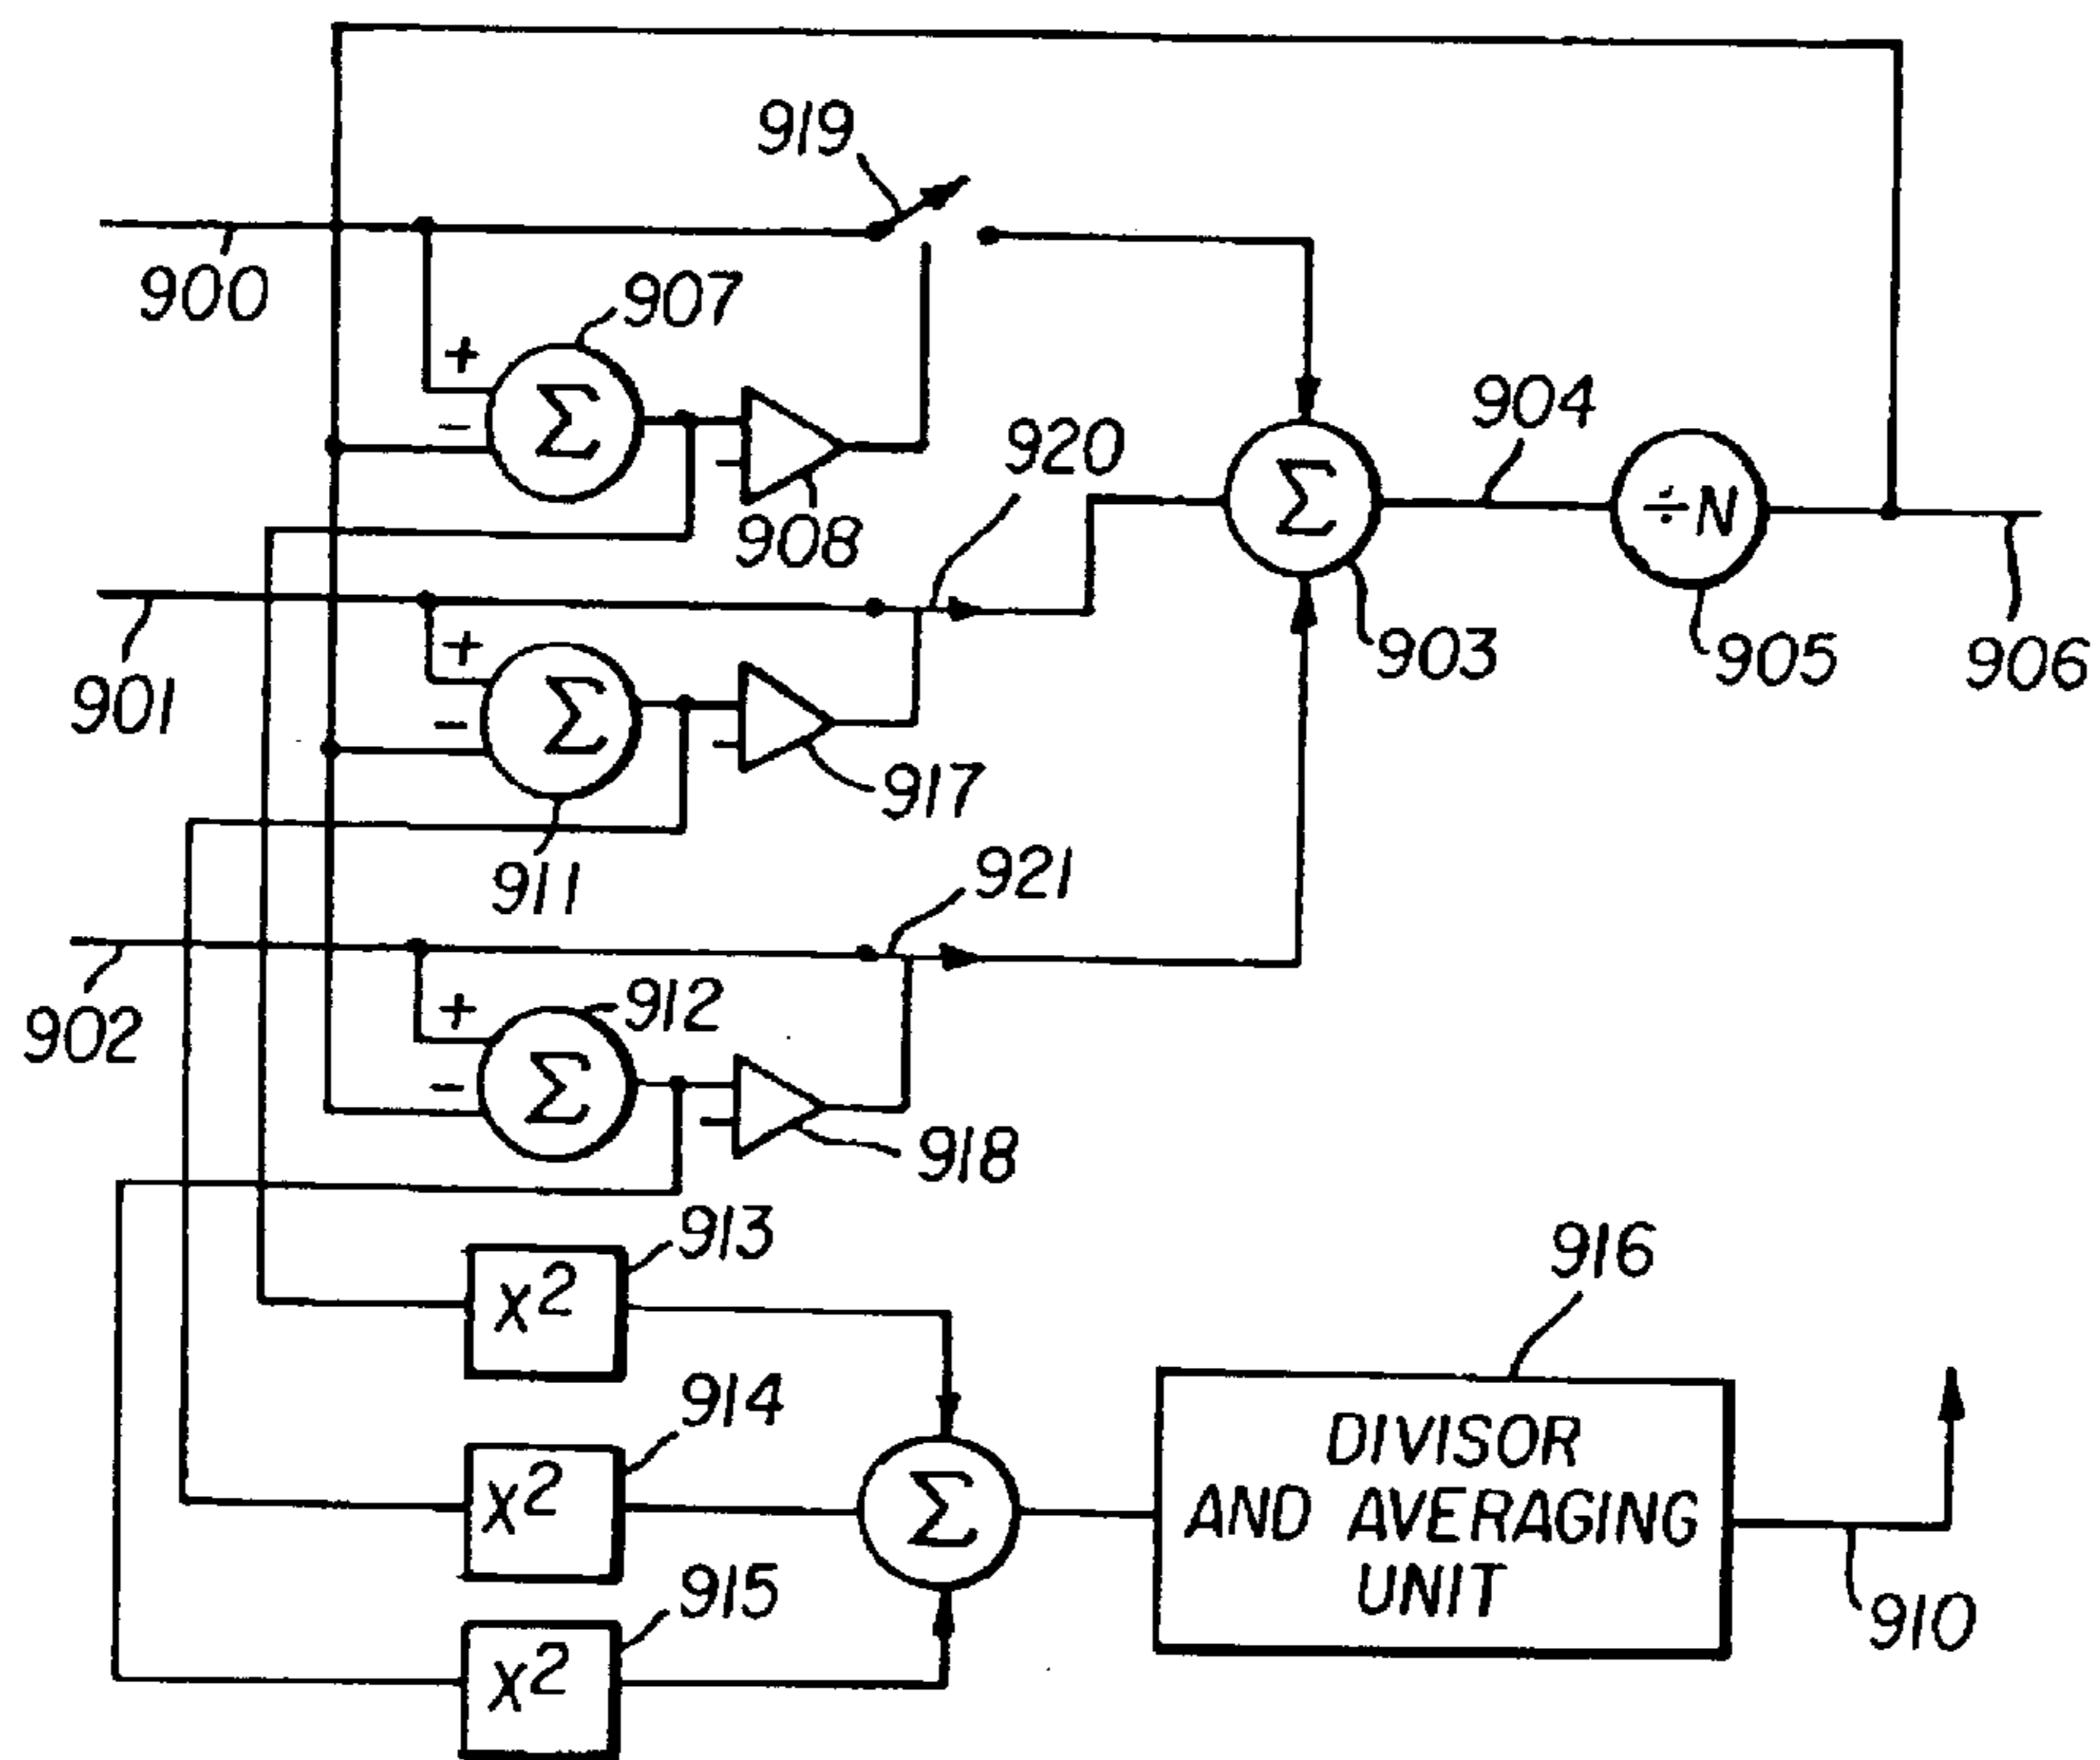 919
900
907
+
-
Σ
904
920
908
Σ
÷N
903
905
906
901
+
-
Σ
917
911
921
902
912
+
-
Σ
918
913
X²
916
914
X²
Σ
DIVISOR
AND AVERAGING
UNIT
915
X²
910